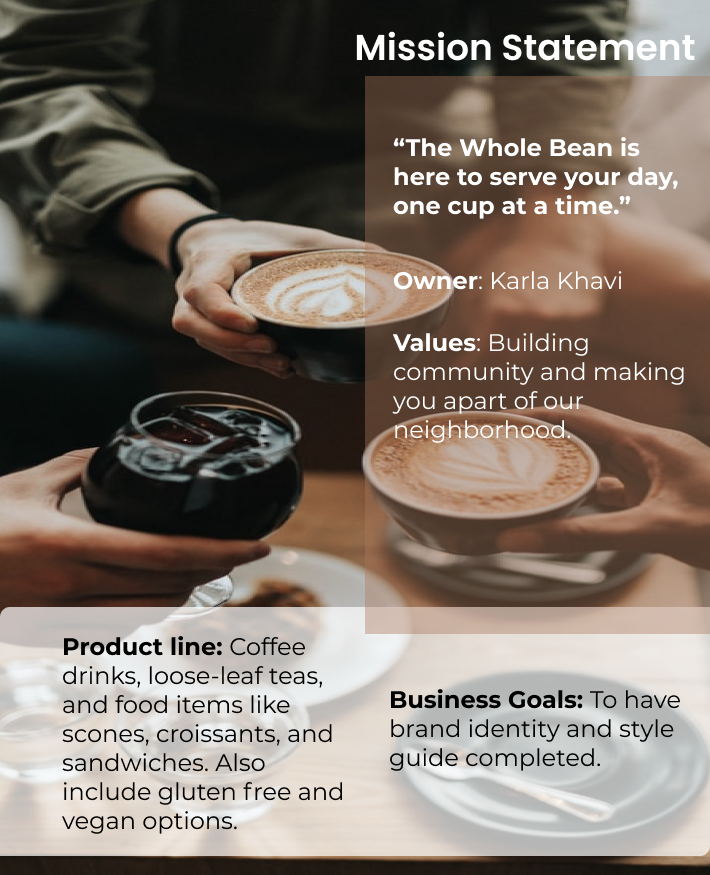 Mission Statement
“The Whole Bean is
here to serve your day,
one cup at a time.”
Owner: Karla Khavi
Values: Building
community and making
you apart of our
neighborhood.
Product line: Coffee
drinks, loose-leaf teas,
and food items like
scones, croissants, and
sandwiches. Also
include gluten free and
vegan options.
Business Goals: To have
brand identity and style
guide completed.